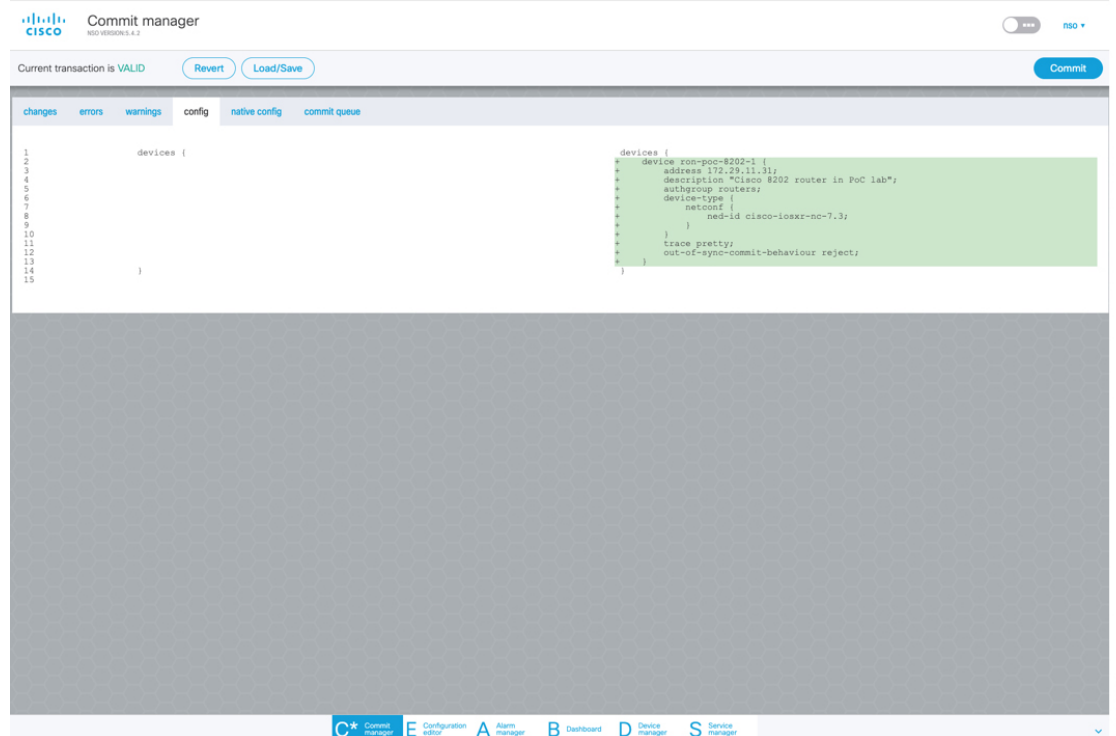 cisco
Commit manager
NSO VERSION:5.4.2
nso
Current transaction is VALID
Revert
Load/Save
Commit
changes errors warnings config native config commit queue
1 devices { devices {
2 + device ron-poc-8202-1 {
3 + address 172.29.11.31;
4 + description "Cisco 8202 router in PoC lab";
5 + authgroup routers;
6 + device-type {
7 + netconf {
8 + ned-id cisco-iosxr-nc-7.3;
9 + }
10 + }
11 + trace pretty;
12 + out-of-sync-commit-behaviour reject;
13 + }
14 } }
15
C* Commit manager E Configuration editor A Alarm manager B Dashboard D Device manager S Service manager